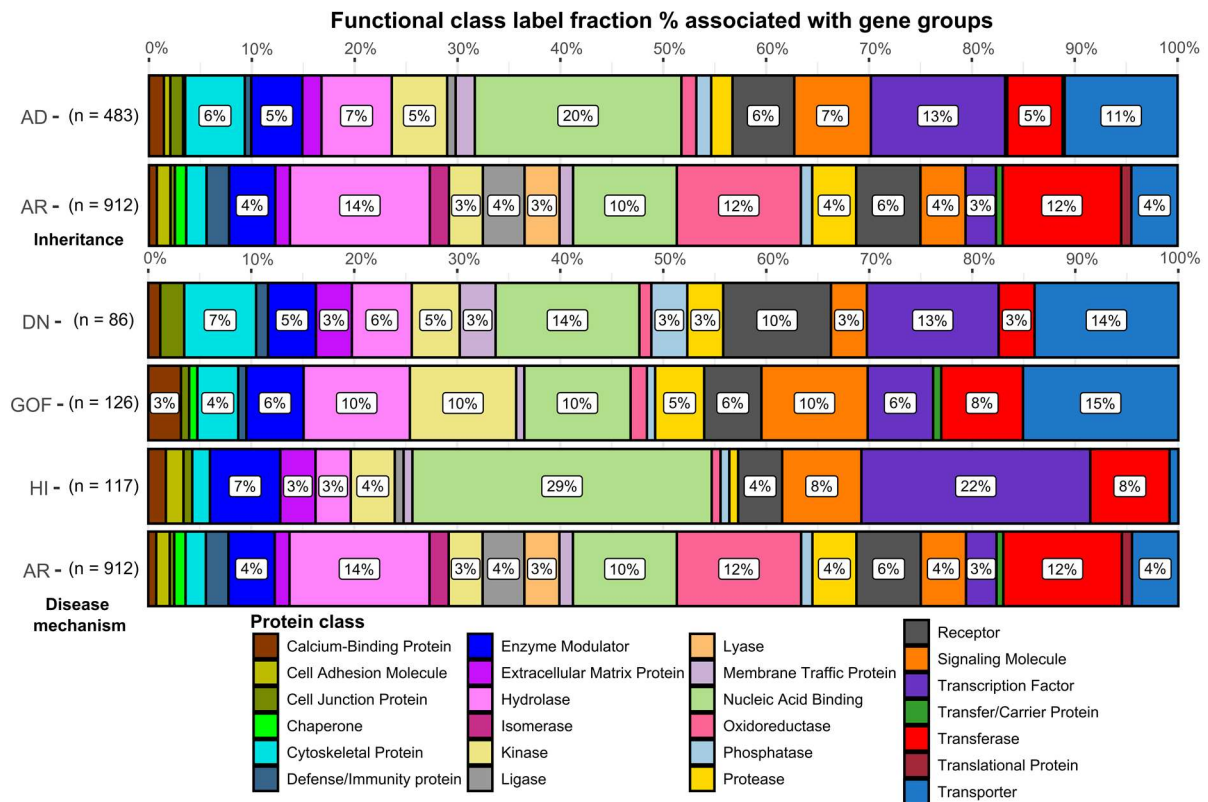 Functional class label fraction % associated with gene groups
0% 10% 20% 30% 40% 50% 60% 70% 80% 90% 100%
AD - (n = 483) 6% 5% 7% 5% 20% 6% 7% 13% 5% 11%
AR - (n = 912) 4% 14% 3% 4% 3% 10% 12% 4% 6% 4% 3% 12% 4%
Inheritance
0% 10% 20% 30% 40% 50% 60% 70% 80% 90% 100%
DN - (n = 86) 7% 5% 3% 6% 5% 3% 14% 3% 3% 10% 3% 13% 3% 14%
GOF - (n = 126) 3% 4% 6% 10% 10% 10% 5% 6% 10% 6% 8% 15%
HI - (n = 117) 7% 3% 3% 4% 29% 4% 8% 22% 8%
AR - (n = 912) 4% 14% 3% 4% 3% 10% 12% 4% 6% 4% 3% 12% 4%
Disease
mechanism
Protein class
Calcium-Binding Protein
Cell Adhesion Molecule
Cell Junction Protein
Chaperone
Cytoskeletal Protein
Defense/Immunity protein
Enzyme Modulator
Extracellular Matrix Protein
Hydrolase
Isomerase
Kinase
Ligase
Lyase
Membrane Traffic Protein
Nucleic Acid Binding
Oxidoreductase
Phosphatase
Protease
Receptor
Signaling Molecule
Transcription Factor
Transfer/Carrier Protein
Transferase
Translational Protein
Transporter